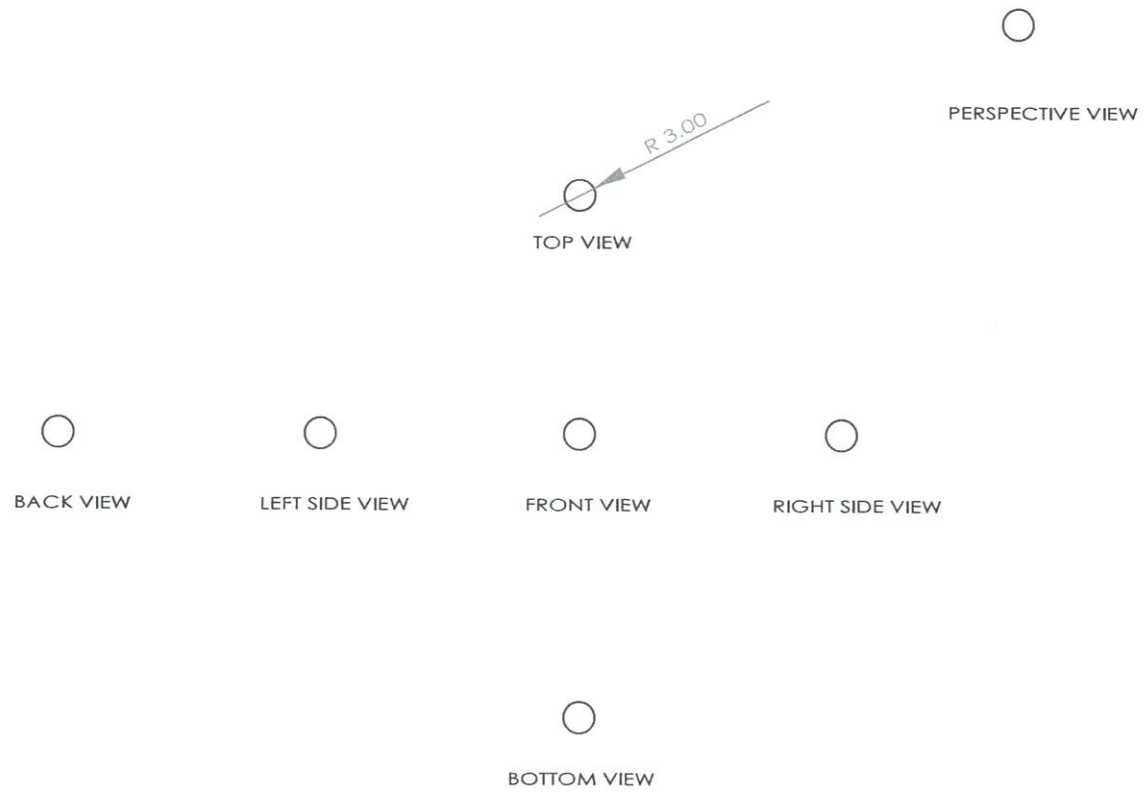 PERSPECTIVE VIEW
R 3.00
TOP VIEW
BACK VIEW
LEFT SIDE VIEW
FRONT VIEW
RIGHT SIDE VIEW
BOTTOM VIEW